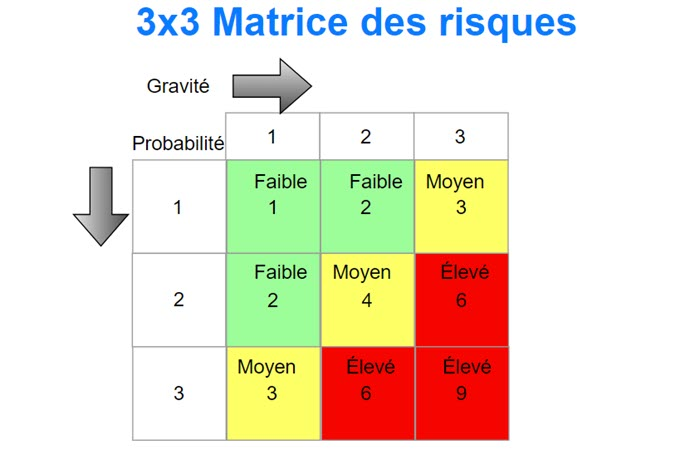 3x3 Matrice des risques
Gravité
Probabilité
1 2 3
1
Faible Faible Moyen
1 2 3
2
Faible Moyen Élevé
2 4 6
3
Moyen Élevé Élevé
3 6 9